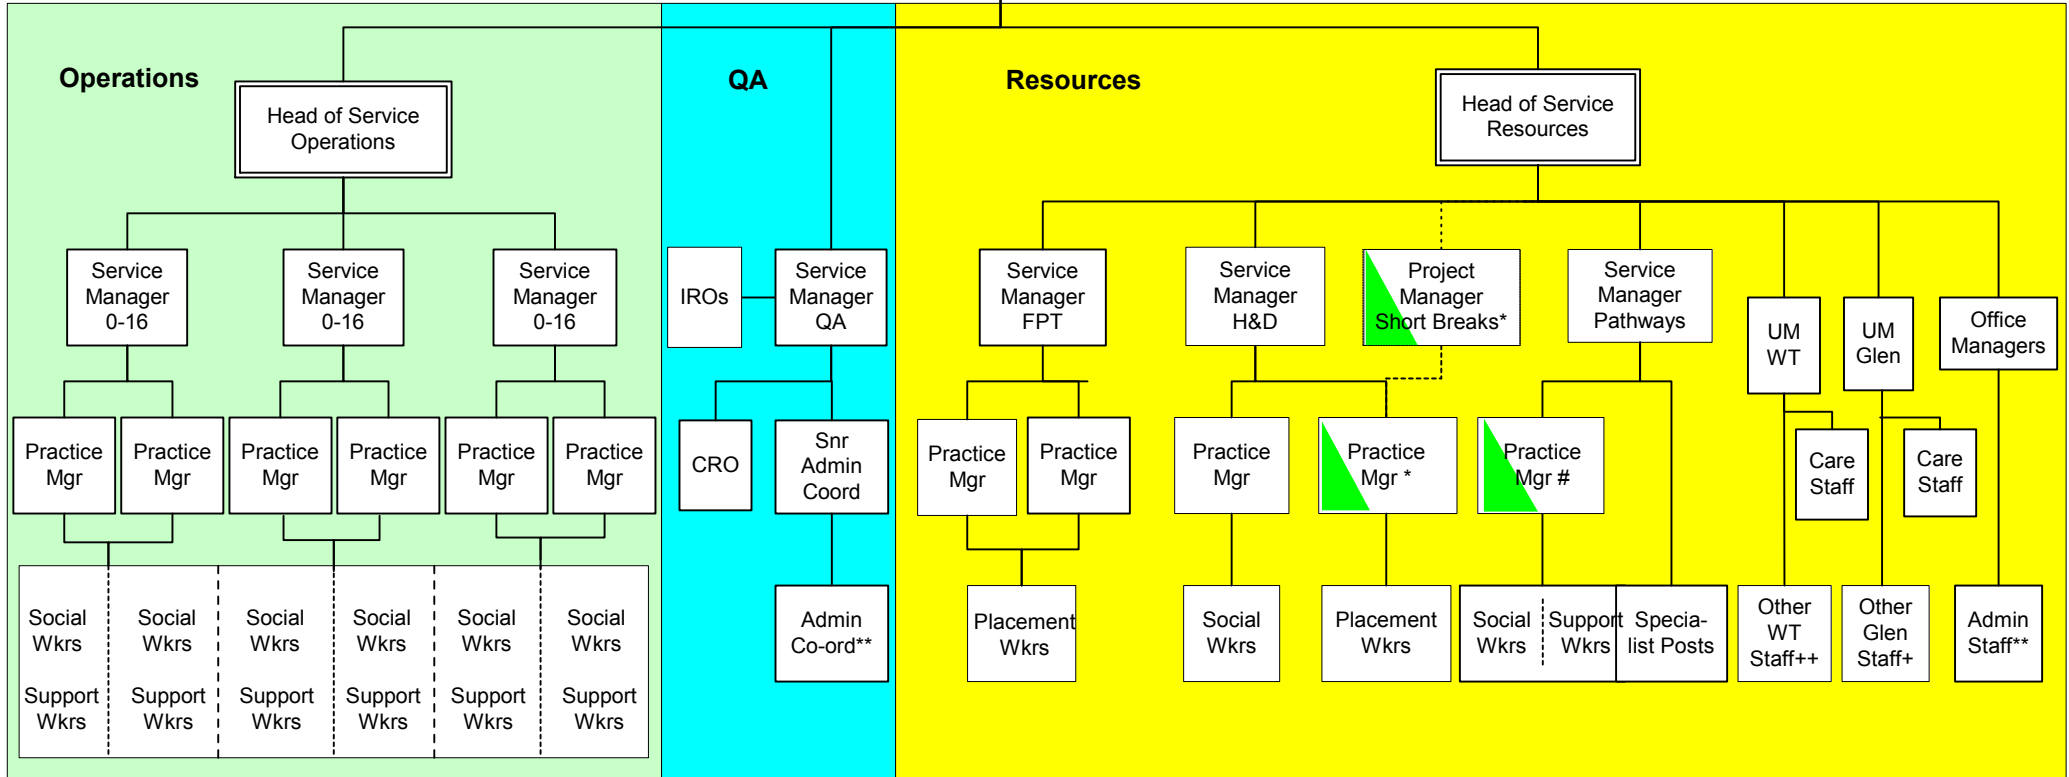 Operations
QA
Resources
Head of Service
Operations
Head of Service
Resources
Service
Manager
0-16
Service
Manager
0-16
Service
Manager
0-16
IROs
Service
Manager
QA
Service
Manager
FPT
Service
Manager
H&D
Project
Manager
Short Breaks*
Service
Manager
Pathways
UM
WT
UM
Glen
Office
Managers
Practice
Mgr
Practice
Mgr
Practice
Mgr
Practice
Mgr
Practice
Mgr
Practice
Mgr
CRO
Snr
Admin
Coord
Practice
Mgr
Practice
Mgr
Practice
Mgr
Practice
Mgr *
Practice
Mgr #
Care
Staff
Care
Staff
Social
Wkrs
Social
Wkrs
Social
Wkrs
Social
Wkrs
Social
Wkrs
Social
Wkrs
Support
Wkrs
Support
Wkrs
Support
Wkrs
Support
Wkrs
Support
Wkrs
Support
Wkrs
Admin
Co-ord**
Placement
Wkrs
Social
Wkrs
Placement
Wkrs
Social
Wkrs
Support
Wkrs
Specia-
list Posts
Other
WT
Staff++
Other
Glen
Staff+
Admin
Staff**